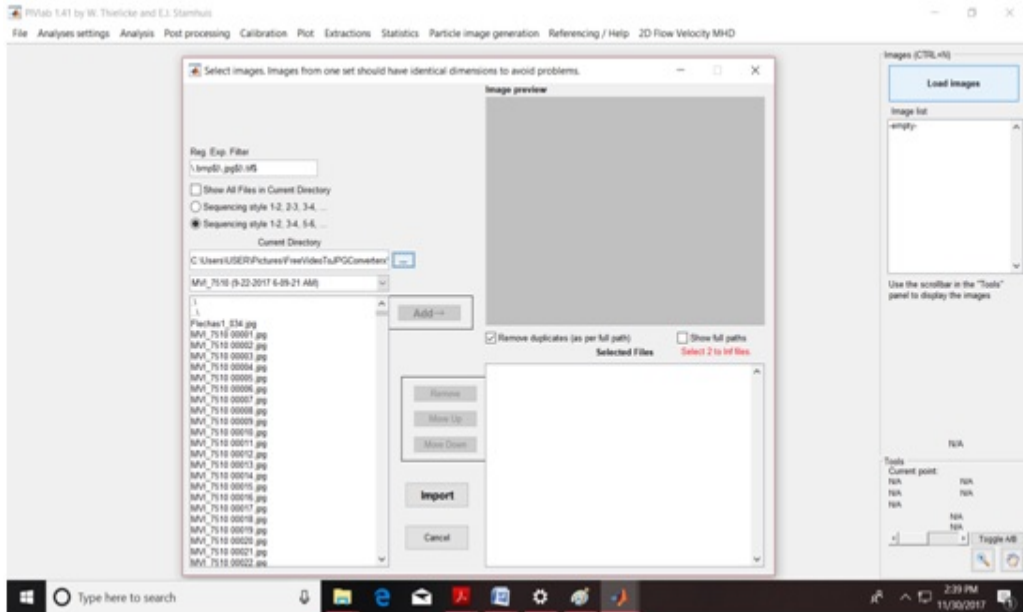 PIVlab 1.41 by W. Thielicke and E.J. Stamhuis
File Analyses settings Analysis Post processing Calibration Plot Extractions Statistics Particle image generation Referencing / Help 2D Flow Velocity MHD
Select images. Images from one set should have identical dimensions to avoid problems.
Image preview
Reg. Exp. Filter
\.bmp$|\.jpg$|\.tif$
Show All Files in Current Directory
Sequencing style 1-2, 2-3, 3-4, ...
Sequencing style 1-2, 3-4, 5-6, ...
Current Directory
C:\Users\USER\Pictures\FreeVideoToJPGConverter\
...
MVI_7510 (9-22-2017 6-09-21 AM)
.\
..\
Flechas1_034.jpg
MVI_7510 00001.jpg
MVI_7510 00002.jpg
MVI_7510 00003.jpg
MVI_7510 00004.jpg
MVI_7510 00005.jpg
MVI_7510 00006.jpg
MVI_7510 00007.jpg
MVI_7510 00008.jpg
MVI_7510 00009.jpg
MVI_7510 00010.jpg
MVI_7510 00011.jpg
MVI_7510 00012.jpg
MVI_7510 00013.jpg
MVI_7510 00014.jpg
MVI_7510 00015.jpg
MVI_7510 00016.jpg
MVI_7510 00017.jpg
MVI_7510 00018.jpg
MVI_7510 00019.jpg
MVI_7510 00020.jpg
MVI_7510 00021.jpg
MVI_7510 00022.jpg
Add→
Remove
Move Up
Move Down
Import
Cancel
Remove duplicates (as per full path)
Show full paths
Selected Files
Select 2 to Inf files.
Images (CTRL+N)
Load images
Image list:
-empty-
Use the scrollbar in the "Tools"
panel to display the images
N/A
Tools
Current point:
N/A N/A
N/A N/A
N/A
N/A
N/A
Toggle A/B
Type here to search
2:39 PM
11/30/2017